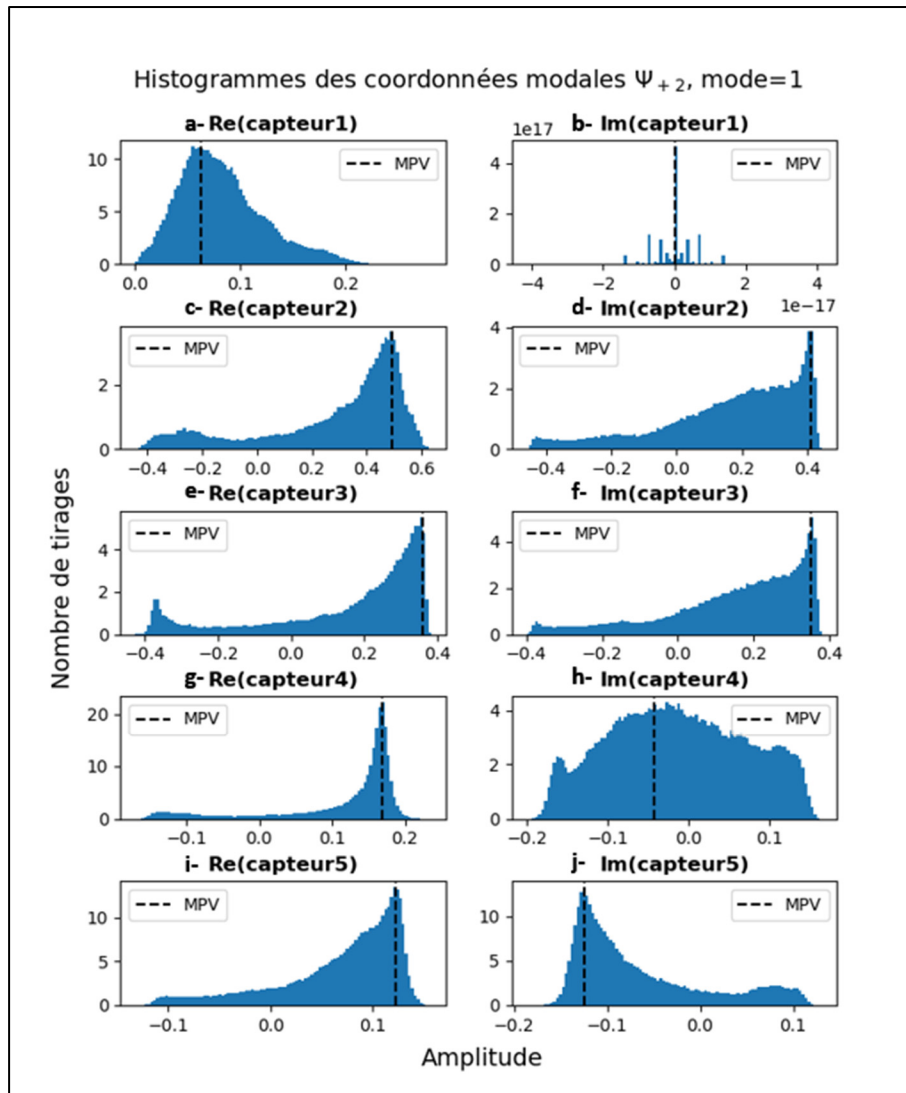 Histogrammes des coordonnées modales Ψ₊₂, mode=1
a- Re(capteur1)
10
5
0
0.0 0.1 0.2
MPV
b- Im(capteur1)
1e17
4
2
0
−4 −2 0 2 4
1e−17
MPV
c- Re(capteur2)
2
0
−0.4 −0.2 0.0 0.2 0.4 0.6
MPV
d- Im(capteur2)
4
2
0
−0.4 −0.2 0.0 0.2 0.4
MPV
e- Re(capteur3)
4
2
0
−0.4 −0.2 0.0 0.2 0.4
MPV
f- Im(capteur3)
4
2
0
−0.4 −0.2 0.0 0.2 0.4
MPV
g- Re(capteur4)
20
10
0
−0.1 0.0 0.1 0.2
MPV
h- Im(capteur4)
4
2
0
−0.2 −0.1 0.0 0.1
MPV
i- Re(capteur5)
10
5
0
−0.1 0.0 0.1
MPV
j- Im(capteur5)
10
5
0
−0.2 −0.1 0.0 0.1
MPV
Nombre de tirages
Amplitude